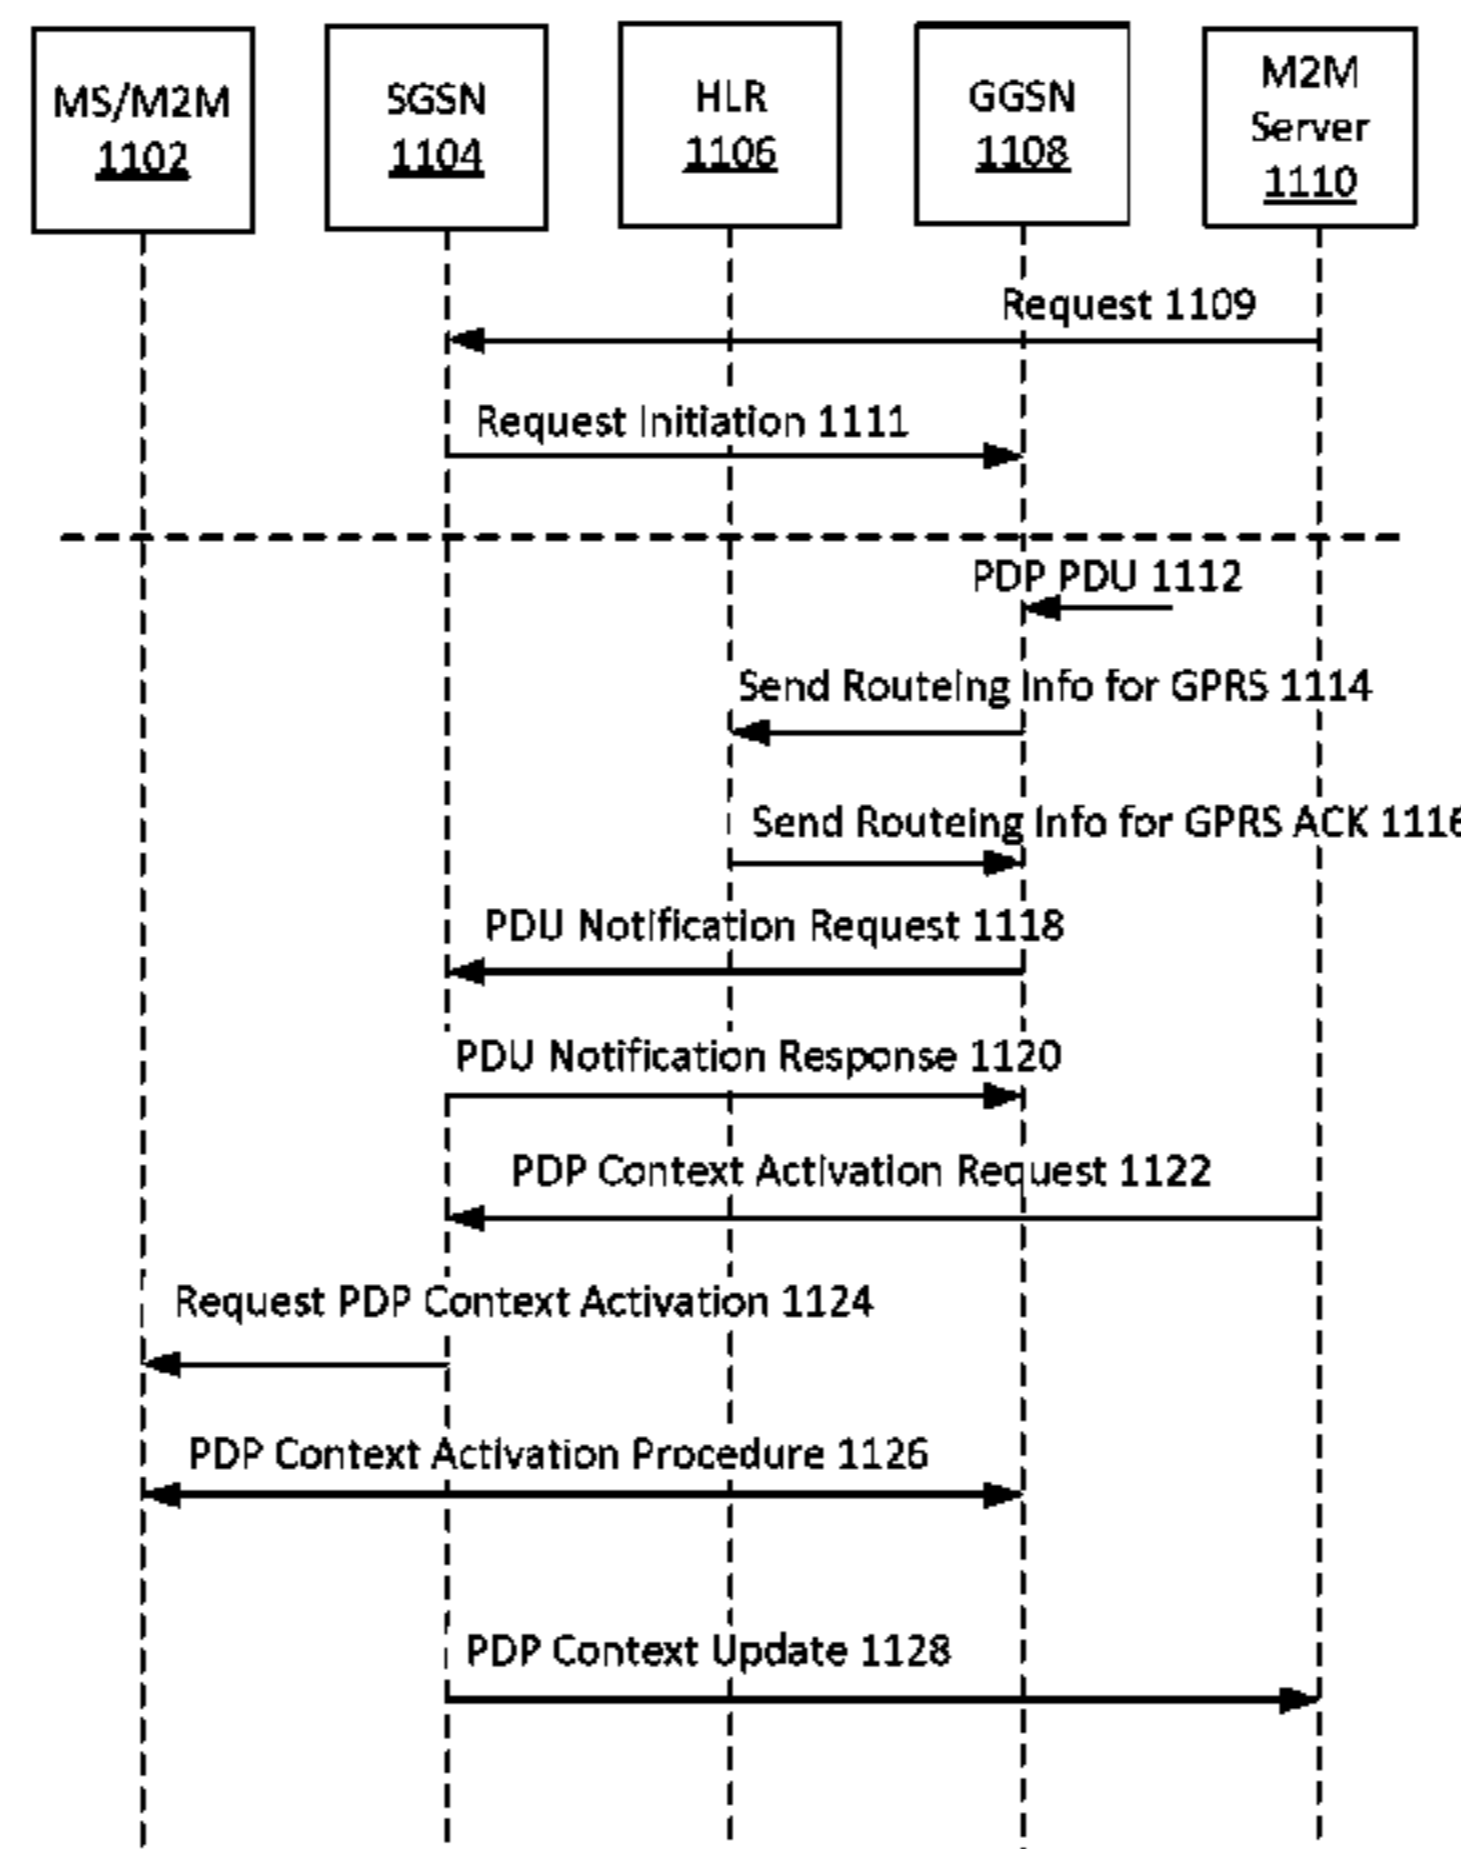 MS/M2M
1102
SGSN
1104
HLR
1106
GGSN
1108
M2M
Server
1110
Request 1109
Request Initiation 1111
PDP PDU 1112
Send Routeing Info for GPRS 1114
Send Routeing Info for GPRS ACK 1116
PDU Notification Request 1118
PDU Notification Response 1120
PDP Context Activation Request 1122
Request PDP Context Activation 1124
PDP Context Activation Procedure 1126
PDP Context Update 1128